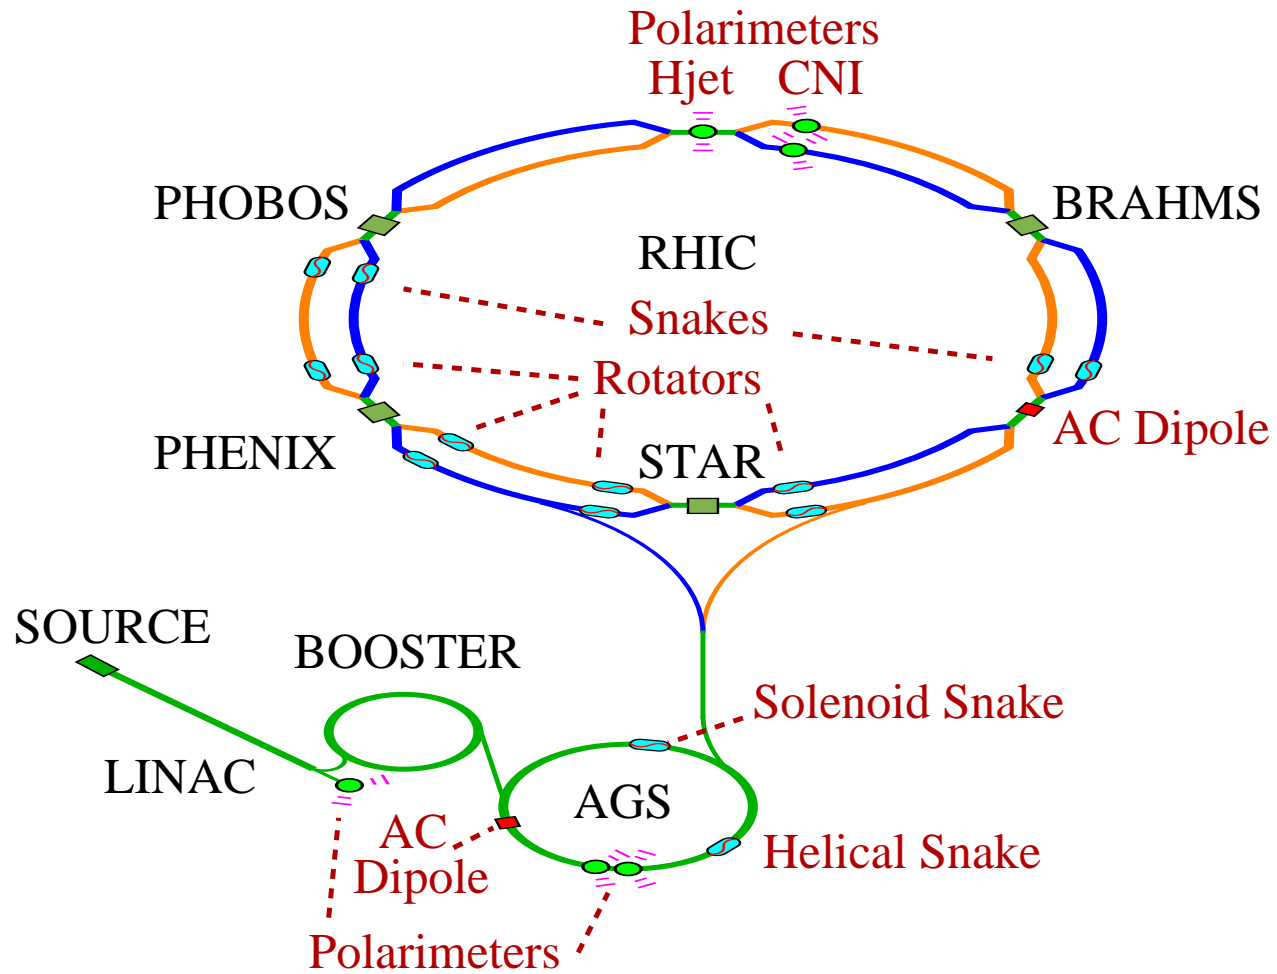 Polarimeters
Hjet CNI
PHOBOS
BRAHMS
RHIC
Snakes
Rotators
AC Dipole
PHENIX
STAR
SOURCE
BOOSTER
Solenoid Snake
LINAC
AGS
AC
Dipole
Helical Snake
Polarimeters